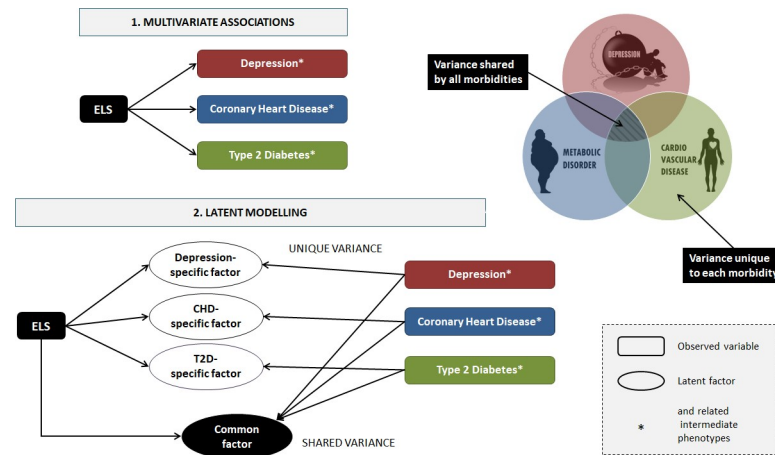 1. MULTIVARIATE ASSOCIATIONS
ELS
Depression*
Coronary Heart Disease*
Type 2 Diabetes*
Variance shared
by all morbidities
DEPRESSION
METABOLIC
DISORDER
CARDIO
VASCULAR
DISEASE
Variance unique
to each morbidity
2. LATENT MODELLING
UNIQUE VARIANCE
Depression-
specific factor
CHD-
specific factor
T2D-
specific factor
ELS
Depression*
Coronary Heart Disease*
Type 2 Diabetes*
Common
factor
SHARED VARIANCE
Observed variable
Latent factor
*
and related
intermediate
phenotypes